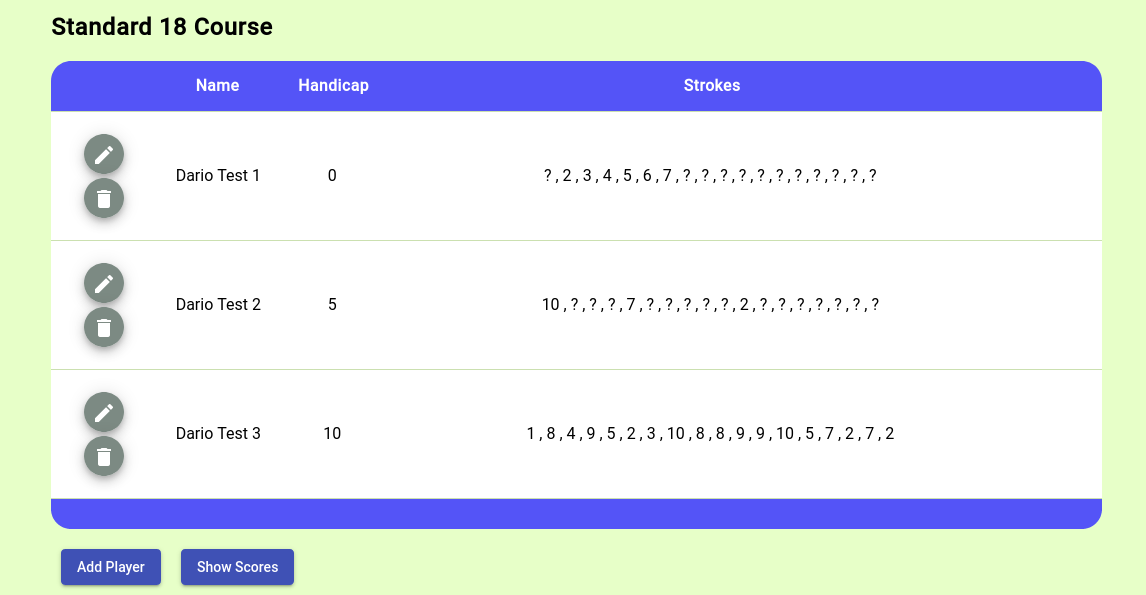 Standard 18 Course
Name Handicap Strokes
Dario Test 1 0 ? , 2 , 3 , 4 , 5 , 6 , 7 , ? , ? , ? , ? , ? , ? , ? , ? , ? , ? , ?
Dario Test 2 5 10 , ? , ? , ? , 7 , ? , ? , ? , ? , ? , 2 , ? , ? , ? , ? , ? , ? , ?
Dario Test 3 10 1 , 8 , 4 , 9 , 5 , 2 , 3 , 10 , 8 , 8 , 9 , 9 , 10 , 5 , 7 , 2 , 7 , 2
Add Player Show Scores